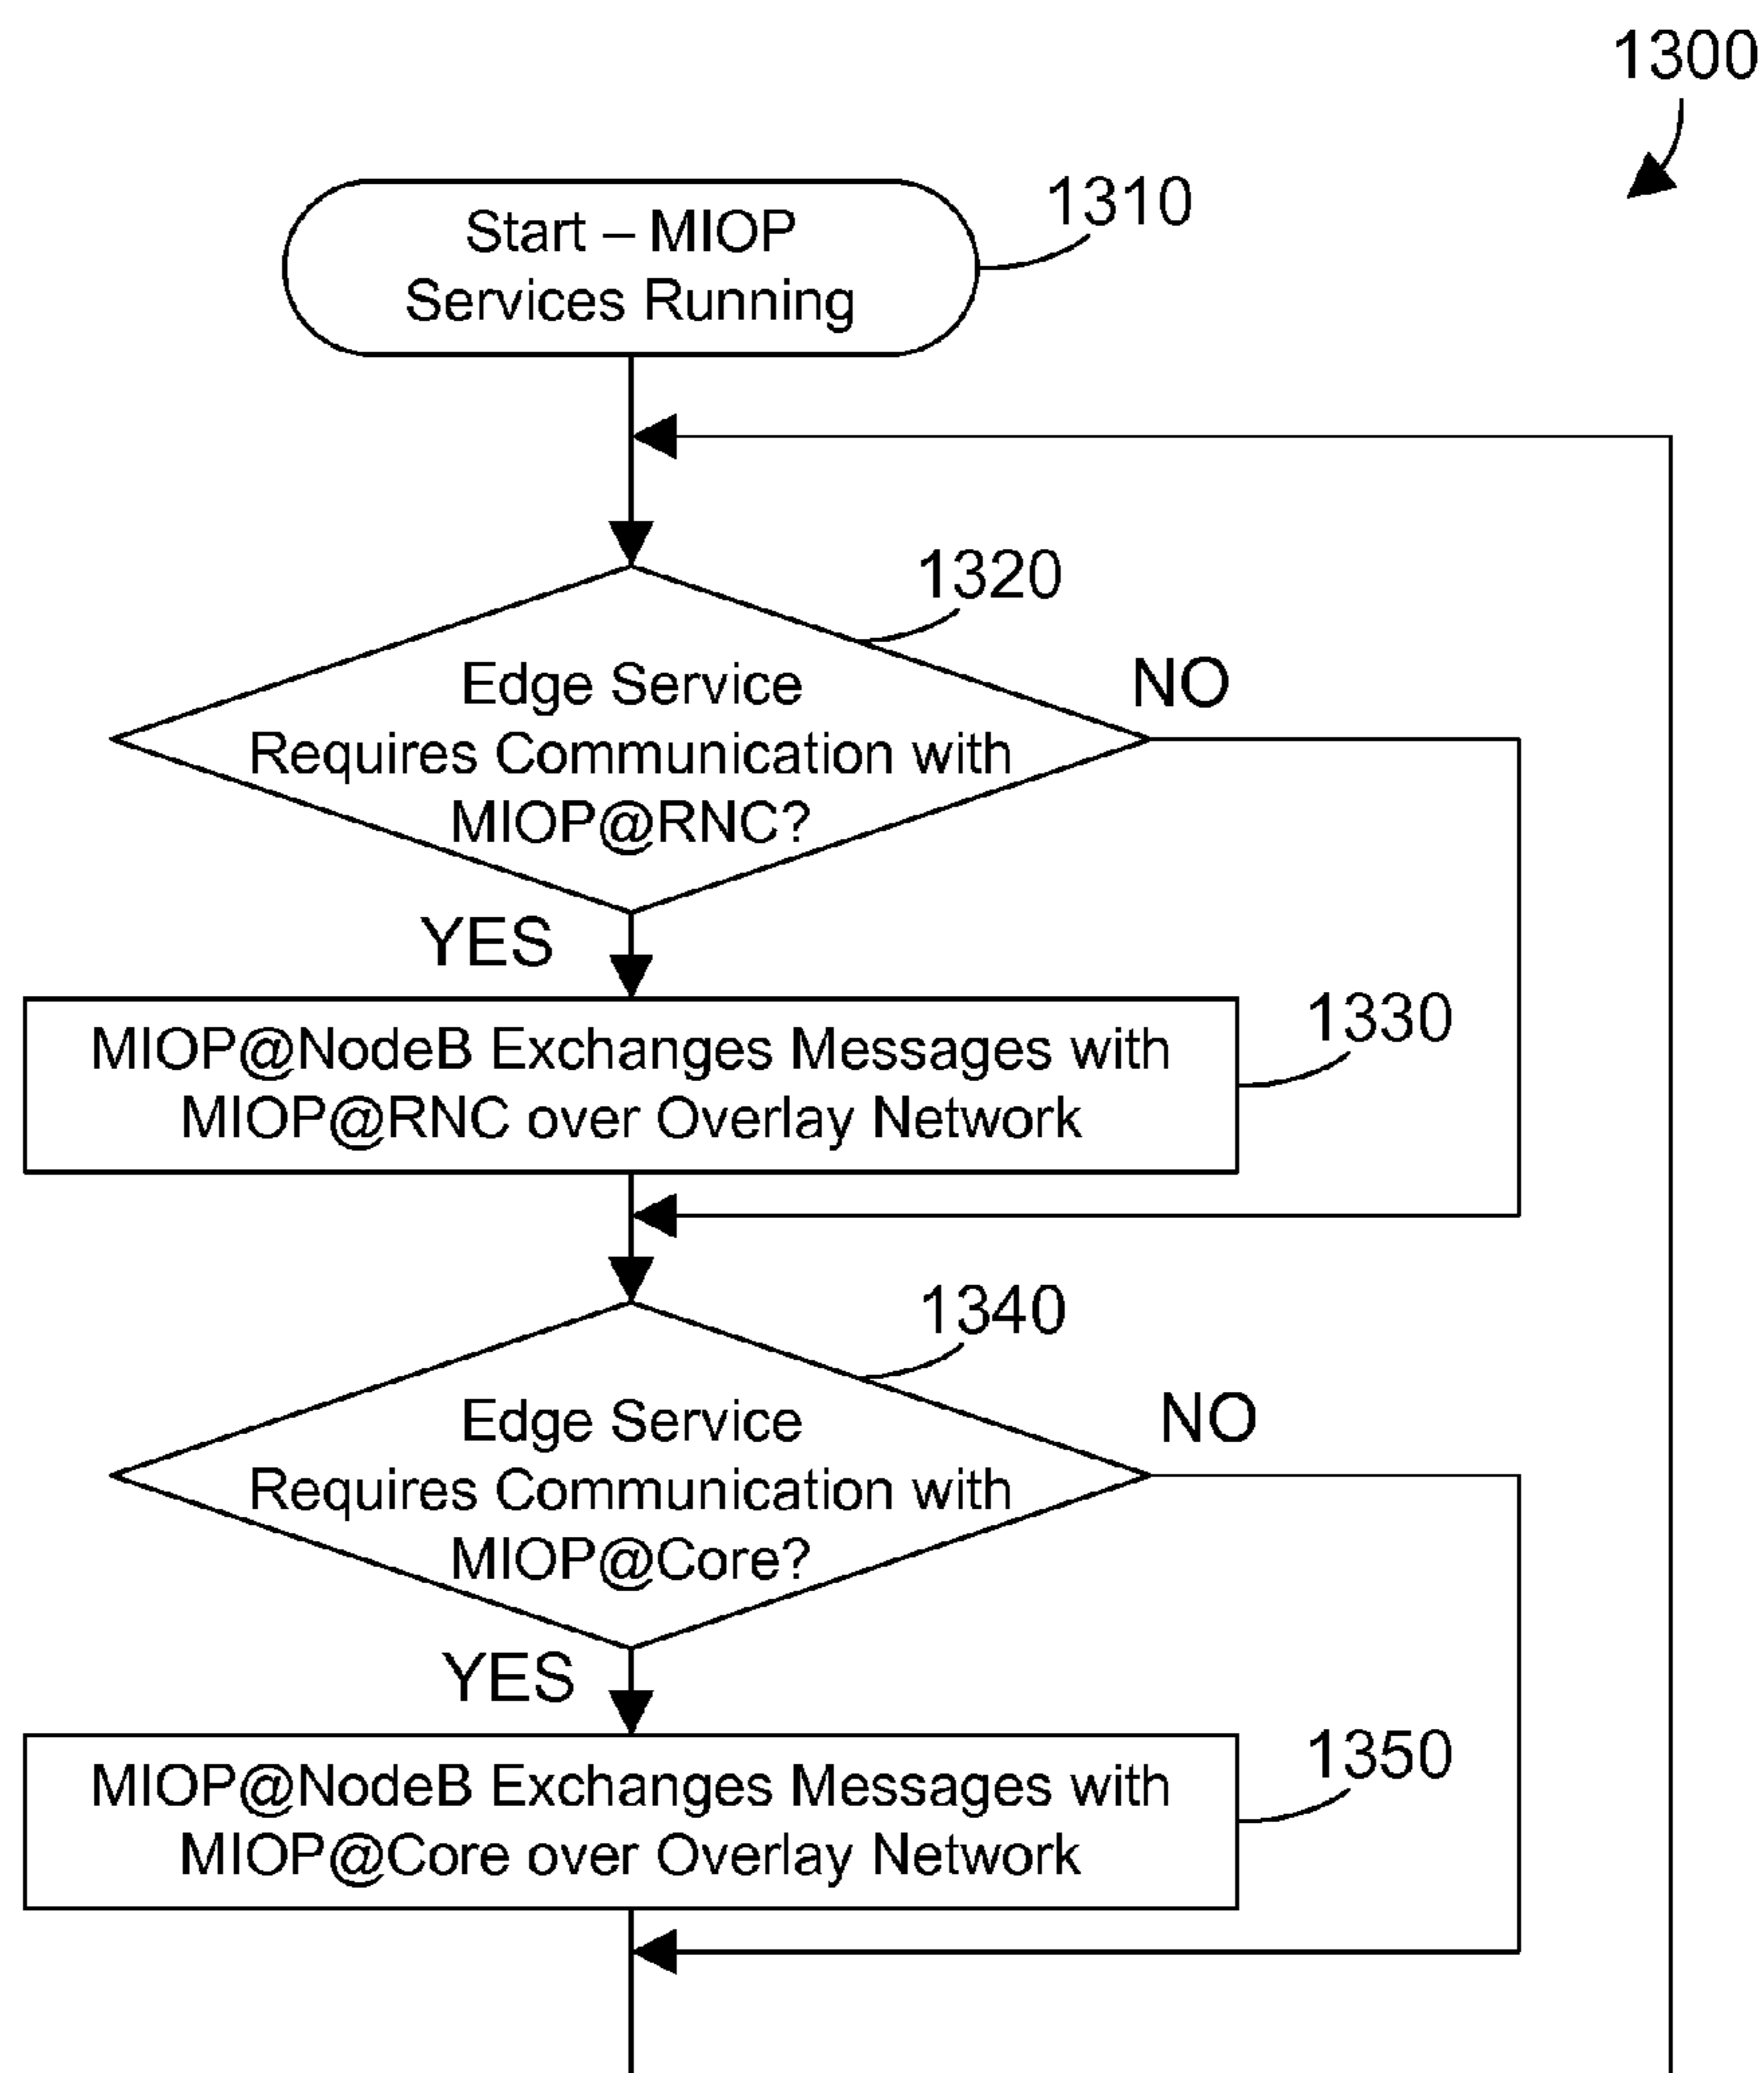 1300
Start – MIOP
Services Running
1310
1320
Edge Service
Requires Communication with
MIOP@RNC?
NO
YES
1330
MIOP@NodeB Exchanges Messages with
MIOP@RNC over Overlay Network
1340
Edge Service
Requires Communication with
MIOP@Core?
NO
YES
1350
MIOP@NodeB Exchanges Messages with
MIOP@Core over Overlay Network